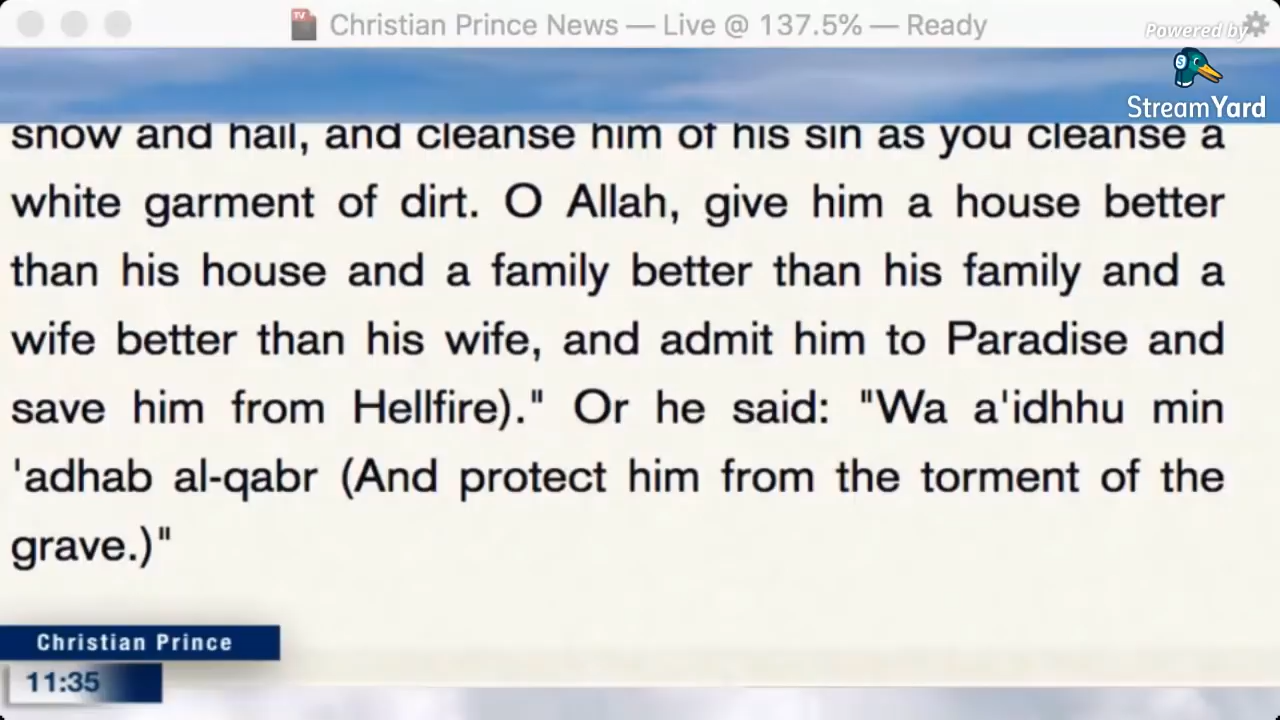 TV Christian Prince News — Live @ 137.5% — Ready
Powered by
StreamYard
snow and hail, and cleanse him of his sin as you cleanse a
white garment of dirt. O Allah, give him a house better
than his house and a family better than his family and a
wife better than his wife, and admit him to Paradise and
save him from Hellfire)." Or he said: "Wa a'idhhu min
'adhab al-qabr (And protect him from the torment of the
grave.)"
Christian Prince
11:35